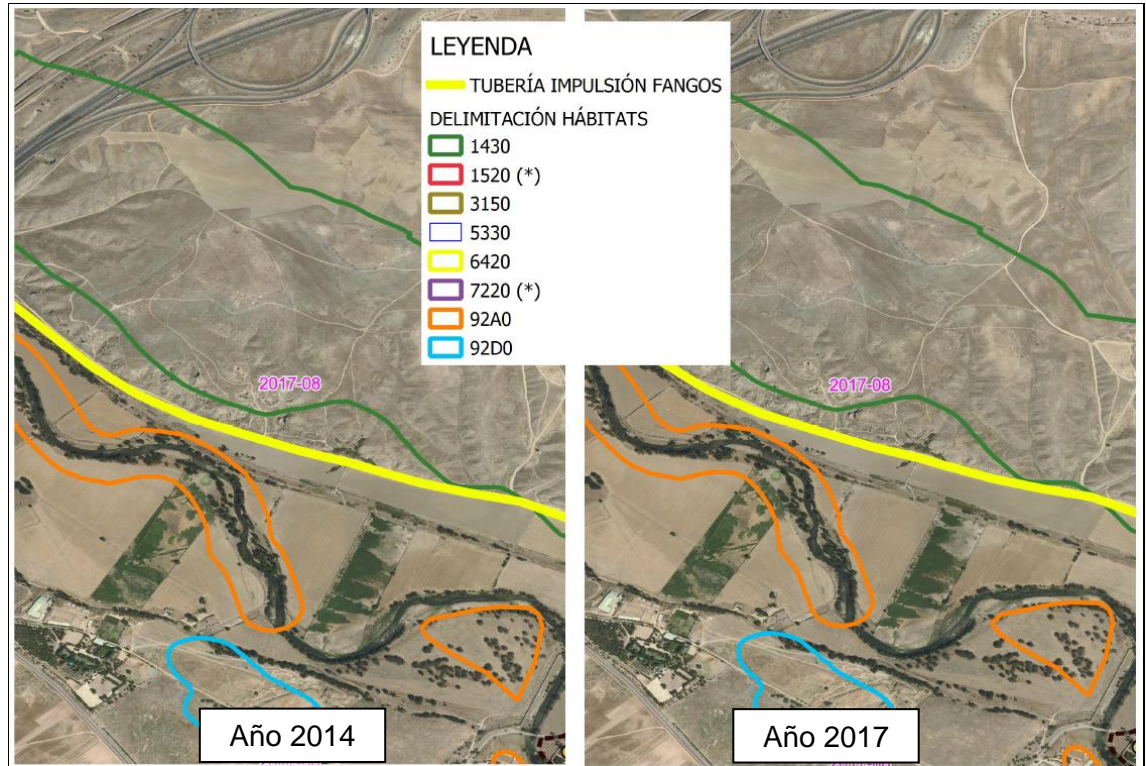 LEYENDA
TUBERÍA IMPULSIÓN FANGOS
DELIMITACIÓN HÁBITATS
1430
1520 (*)
3150
5330
6420
7220 (*)
92A0
92D0
2017-08
2017-08
Año 2014
Año 2017